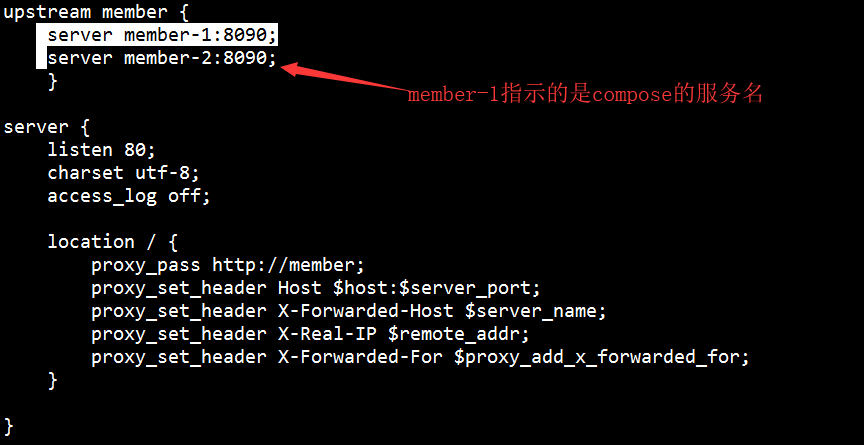 upstream member {
server member-1:8090;
server member-2:8090;
}
member-1指示的是compose的服务名
server {
listen 80;
charset utf-8;
access_log off;
location / {
proxy_pass http://member;
proxy_set_header Host $host:$server_port;
proxy_set_header X-Forwarded-Host $server_name;
proxy_set_header X-Real-IP $remote_addr;
proxy_set_header X-Forwarded-For $proxy_add_x_forwarded_for;
}
}